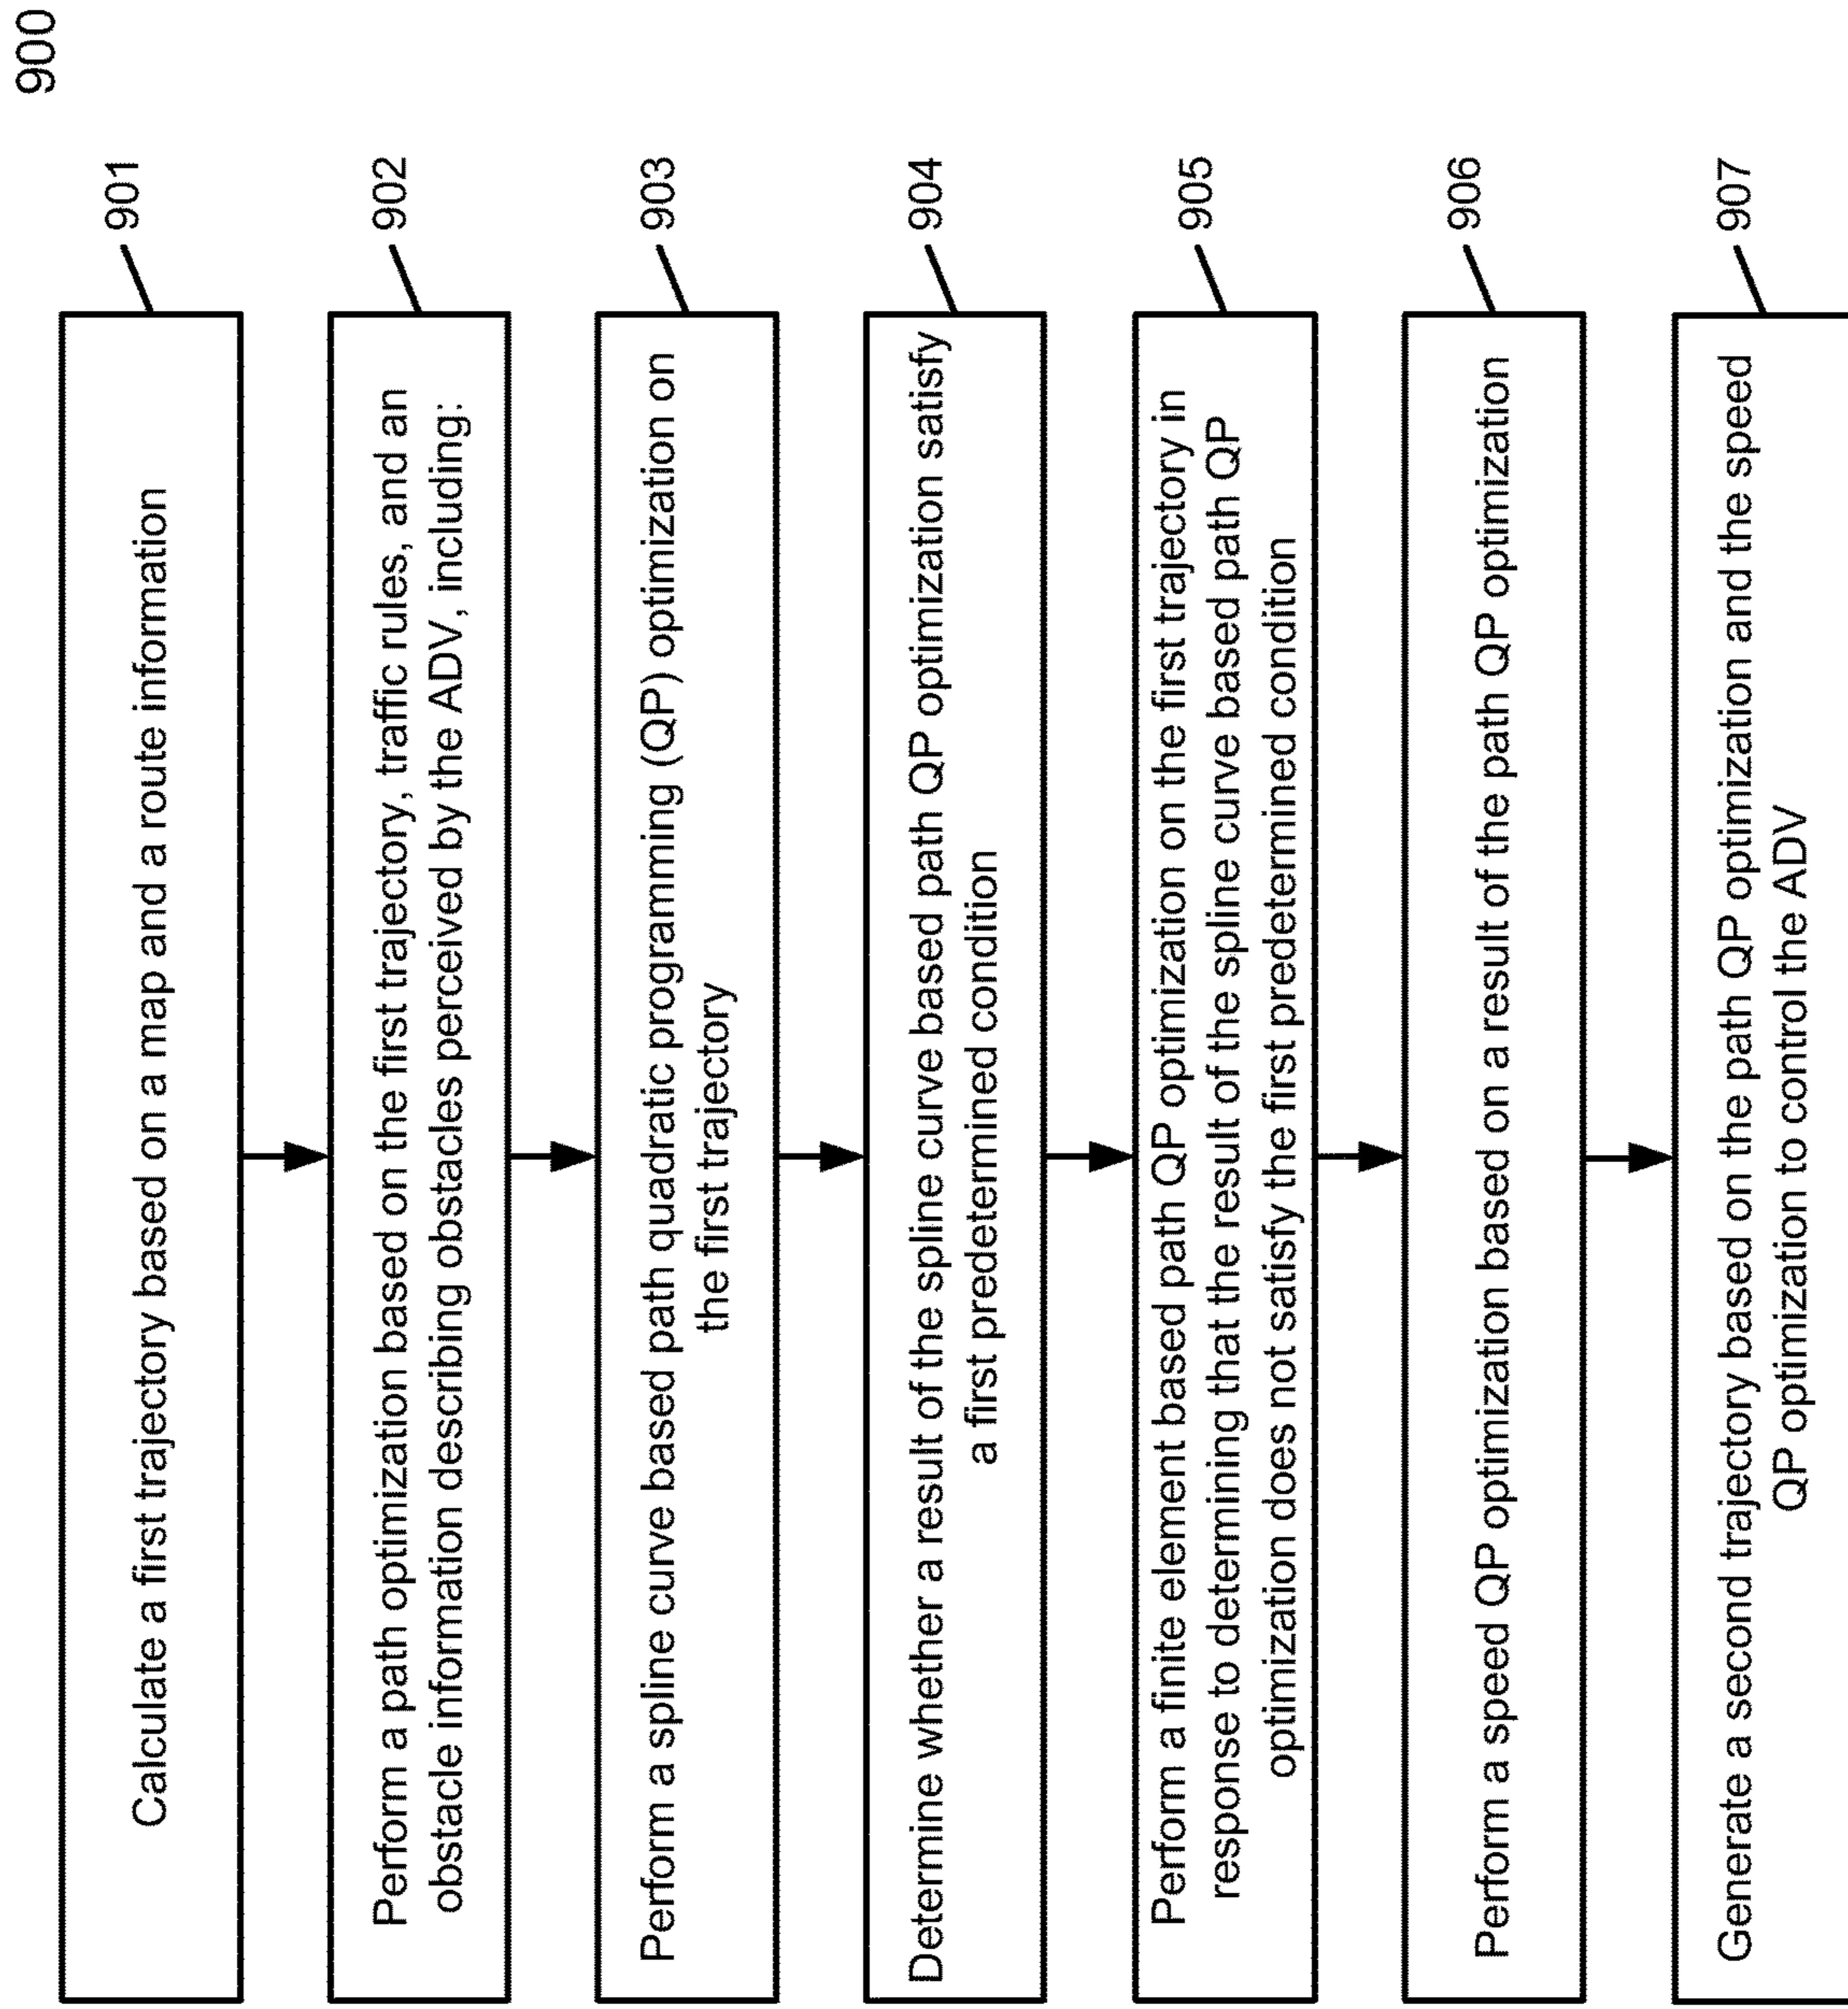 900
901
Calculate a first trajectory based on a map and a route information
902
Perform a path optimization based on the first trajectory, traffic rules, and an
obstacle information describing obstacles perceived by the ADV, including:
903
Perform a spline curve based path quadratic programming (QP) optimization on
the first trajectory
904
Determine whether a result of the spline curve based path QP optimization satisfy
a first predetermined condition
905
Perform a finite element based path QP optimization on the first trajectory in
response to determining that the result of the spline curve based path QP
optimization does not satisfy the first predetermined condition
906
Perform a speed QP optimization based on a result of the path QP optimization
907
Generate a second trajectory based on the path QP optimization and the speed
QP optimization to control the ADV